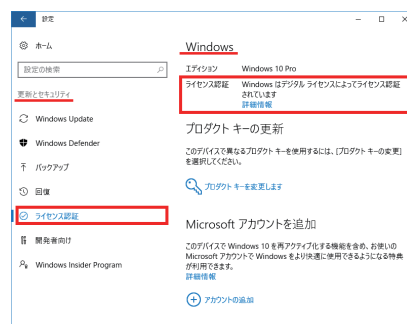 設定
ホーム
設定の検索
更新とセキュリティ
Windows Update
Windows Defender
バックアップ
回復
ライセンス認証
開発者向け
Windows Insider Program
Windows
エディション Windows 10 Pro
ライセンス認証 Windows はデジタル ライセンスによってライセンス認証
されています
詳細情報
プロダクト キーの更新
このデバイスで異なるプロダクト キーを使用するには、[プロダクト キーの変更]
を選択してください。
プロダクト キーを変更します
Microsoft アカウントを追加
このデバイスで Windows 10 を再アクティブ化する機能を含め、お使いの
Microsoft アカウントで Windows をより快適に使用できるようになる特典
が利用できます。
詳細情報
アカウントの追加